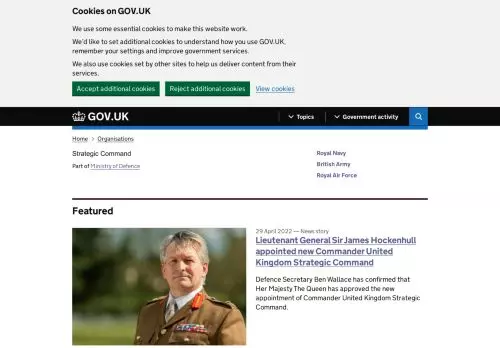 Cookies on GOV.UK
We use some essential cookies to make this website work.
We'd like to set additional cookies to understand how you use GOV.UK,
remember your settings and improve government services.
We also use cookies set by other sites to help us deliver content from their
services.
Accept additional cookies Reject additional cookies View cookies
GOV.UK Topics Government activity
Home Organisations
Strategic Command
Part of Ministry of Defence
Royal Navy
British Army
Royal Air Force
Featured
29 April 2022 — News story
Lieutenant General Sir James Hockenhull
appointed new Commander United
Kingdom Strategic Command
Defence Secretary Ben Wallace has confirmed that
Her Majesty The Queen has approved the new
appointment of Commander United Kingdom Strategic
Command.